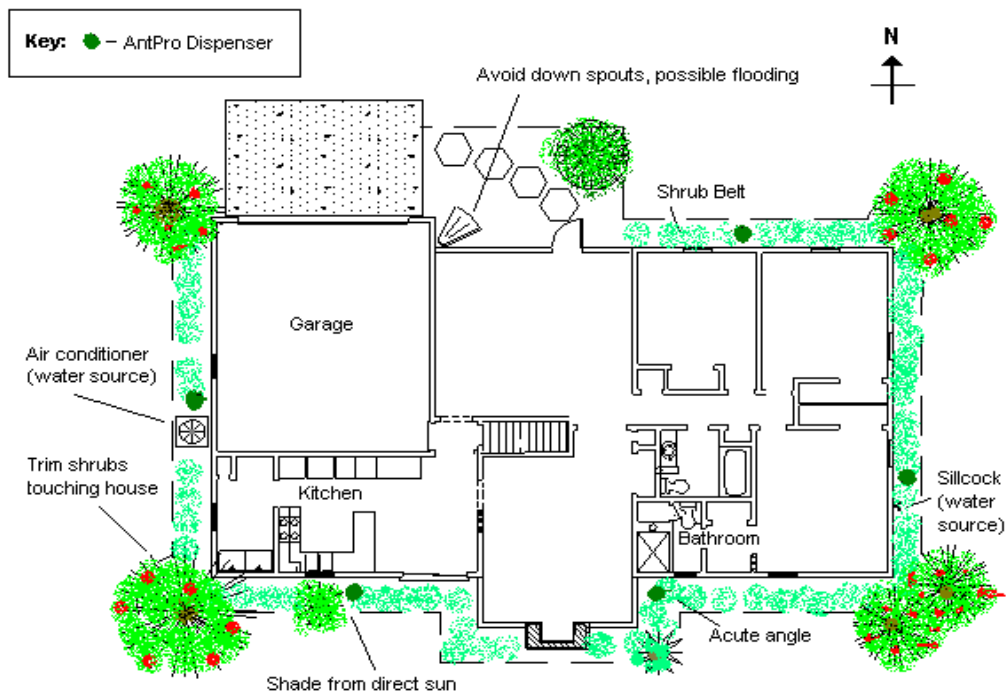 Key: – AntPro Dispenser
N
Avoid down spouts, possible flooding
Shrub Belt
Garage
Air conditioner
(water source)
Trim shrubs
touching house
Kitchen
Sillcock
(water
source)
Bathroom
Acute angle
Shade from direct sun